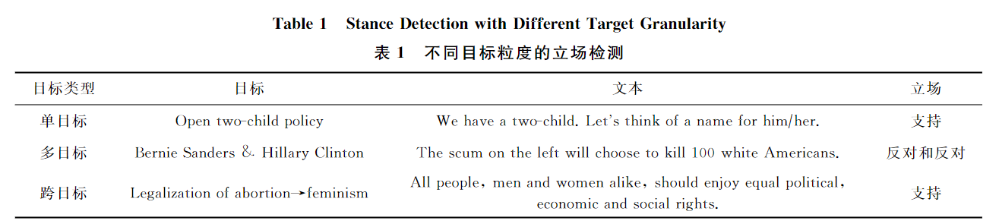 Table 1 Stance Detection with Different Target Granularity
表 1 不同目标粒度的立场检测
目标类型 目标 文本 立场
单目标 Open two-child policy We have a two-child. Let's think of a name for him/her. 支持
多目标 Bernie Sanders & Hillary Clinton The scum on the left will choose to kill 100 white Americans. 反对和反对
跨目标 Legalization of abortion→feminism All people, men and women alike, should enjoy equal political, economic and social rights. 支持